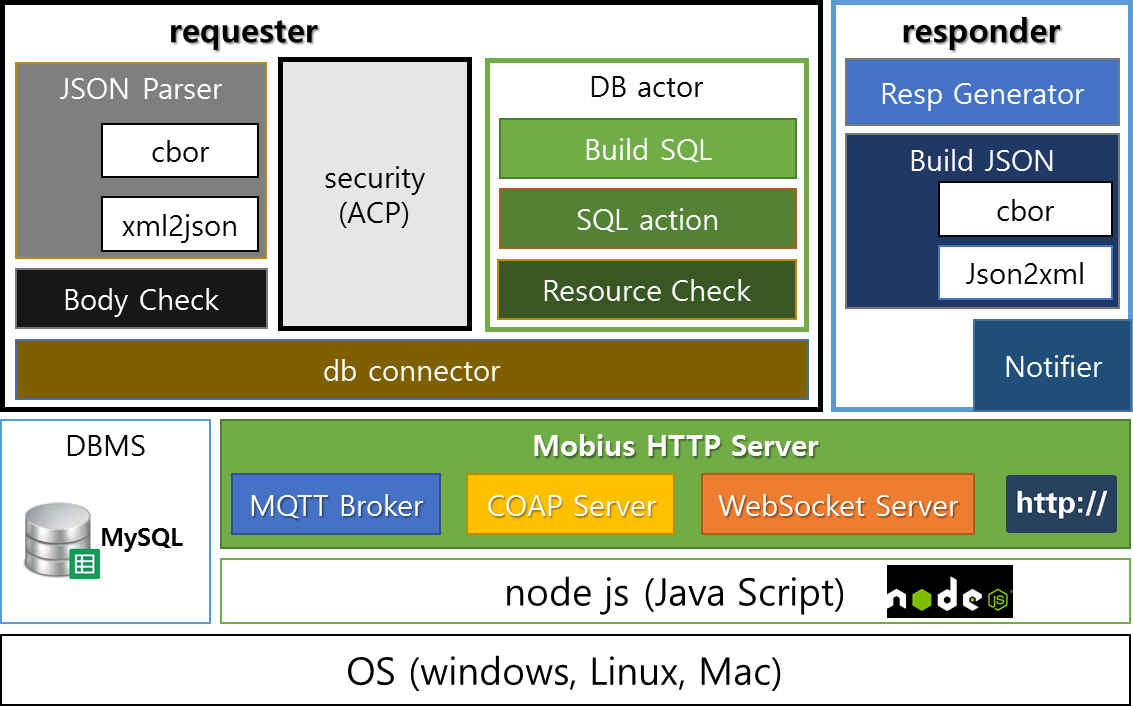 requester
JSON Parser
cbor
xml2json
Body Check
security
(ACP)
DB actor
Build SQL
SQL action
Resource Check
db connector
responder
Resp Generator
Build JSON
cbor
Json2xml
Notifier
DBMS
MySQL
Mobius HTTP Server
MQTT Broker
COAP Server
WebSocket Server
http://
node js (Java Script)
node JS
OS (windows, Linux, Mac)